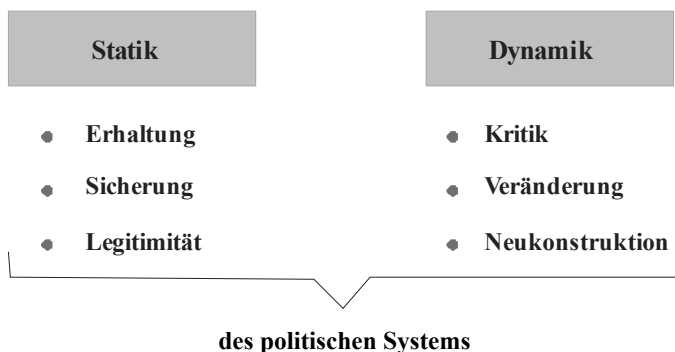 Statik
Dynamik
Erhaltung
Sicherung
Legitimität
Kritik
Veränderung
Neukonstruktion
des politischen Systems